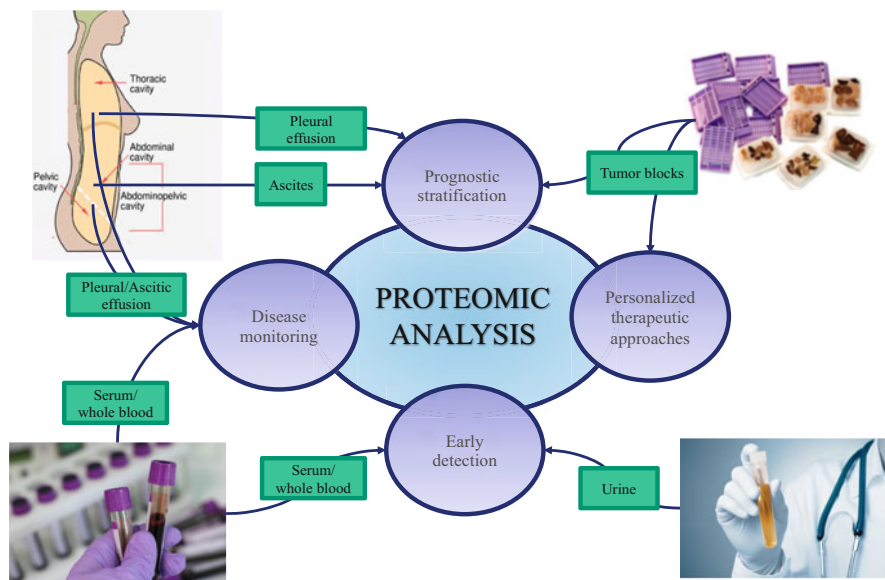 Thoracic
cavity
Abdominal
cavity
Pelvic
cavity
Abdominopelvic
cavity
Pleural
effusion
Ascites
Prognostic
stratification
Tumor blocks
Pleural/Ascitic
effusion
Disease
monitoring
PROTEOMIC
ANALYSIS
Personalized
therapeutic
approaches
Serum/
whole blood
Serum/
whole blood
Early
detection
Urine